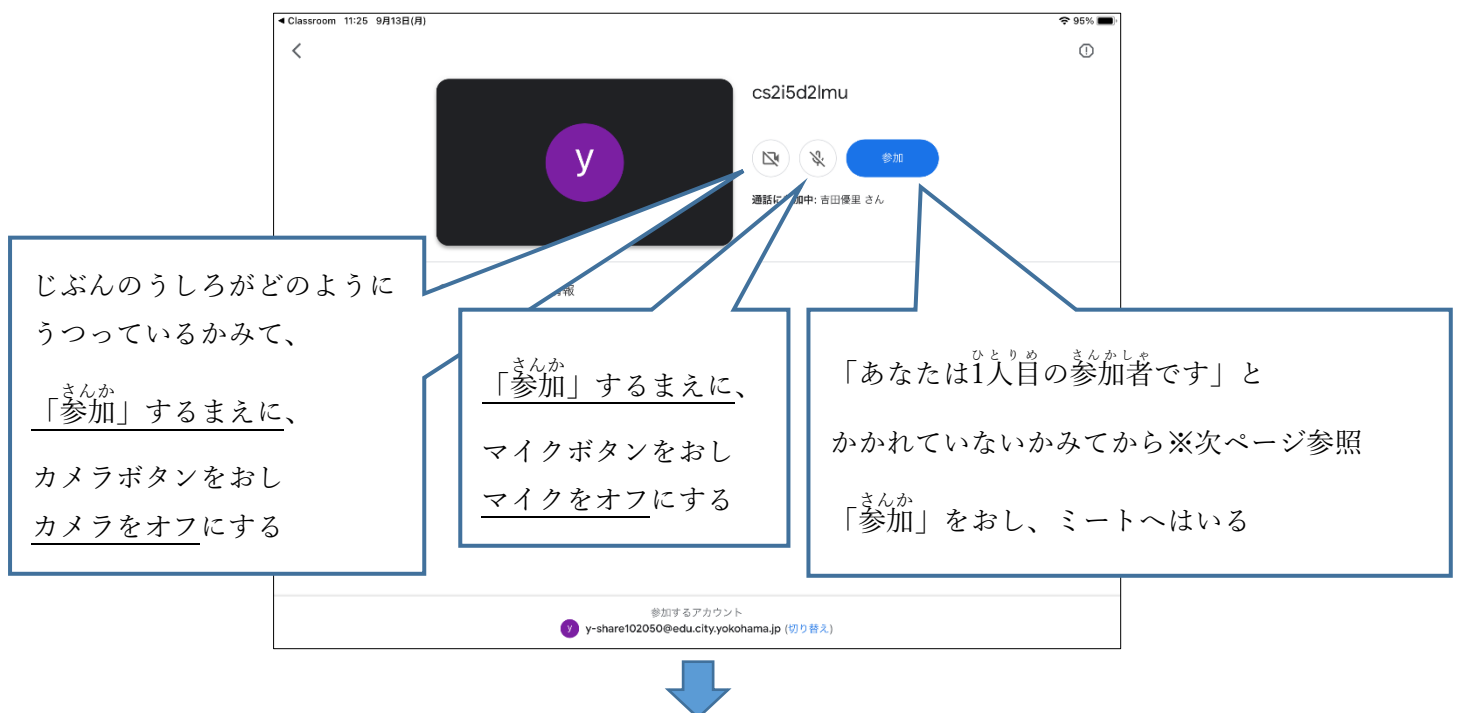 ◀ Classroom 11:25 9月13日(月)
95%
cs2i5d2lmu
y
参加
通話に 加中: 吉田優里 さん
報
じぶんのうしろがどのように
うつっているかみて、
さんか
「参加」するまえに、
カメラボタンをおし
カメラをオフにする
さんか
「参加」するまえに、
マイクボタンをおし
マイクをオフにする
ひとりめ さんかしゃ
「あなたは1人目の参加者です」と
かかれていないかみてから※次ページ参照
さんか
「参加」をおし、ミートへはいる
参加するアカウント
y y-share102050@edu.city.yokohama.jp (切り替え)